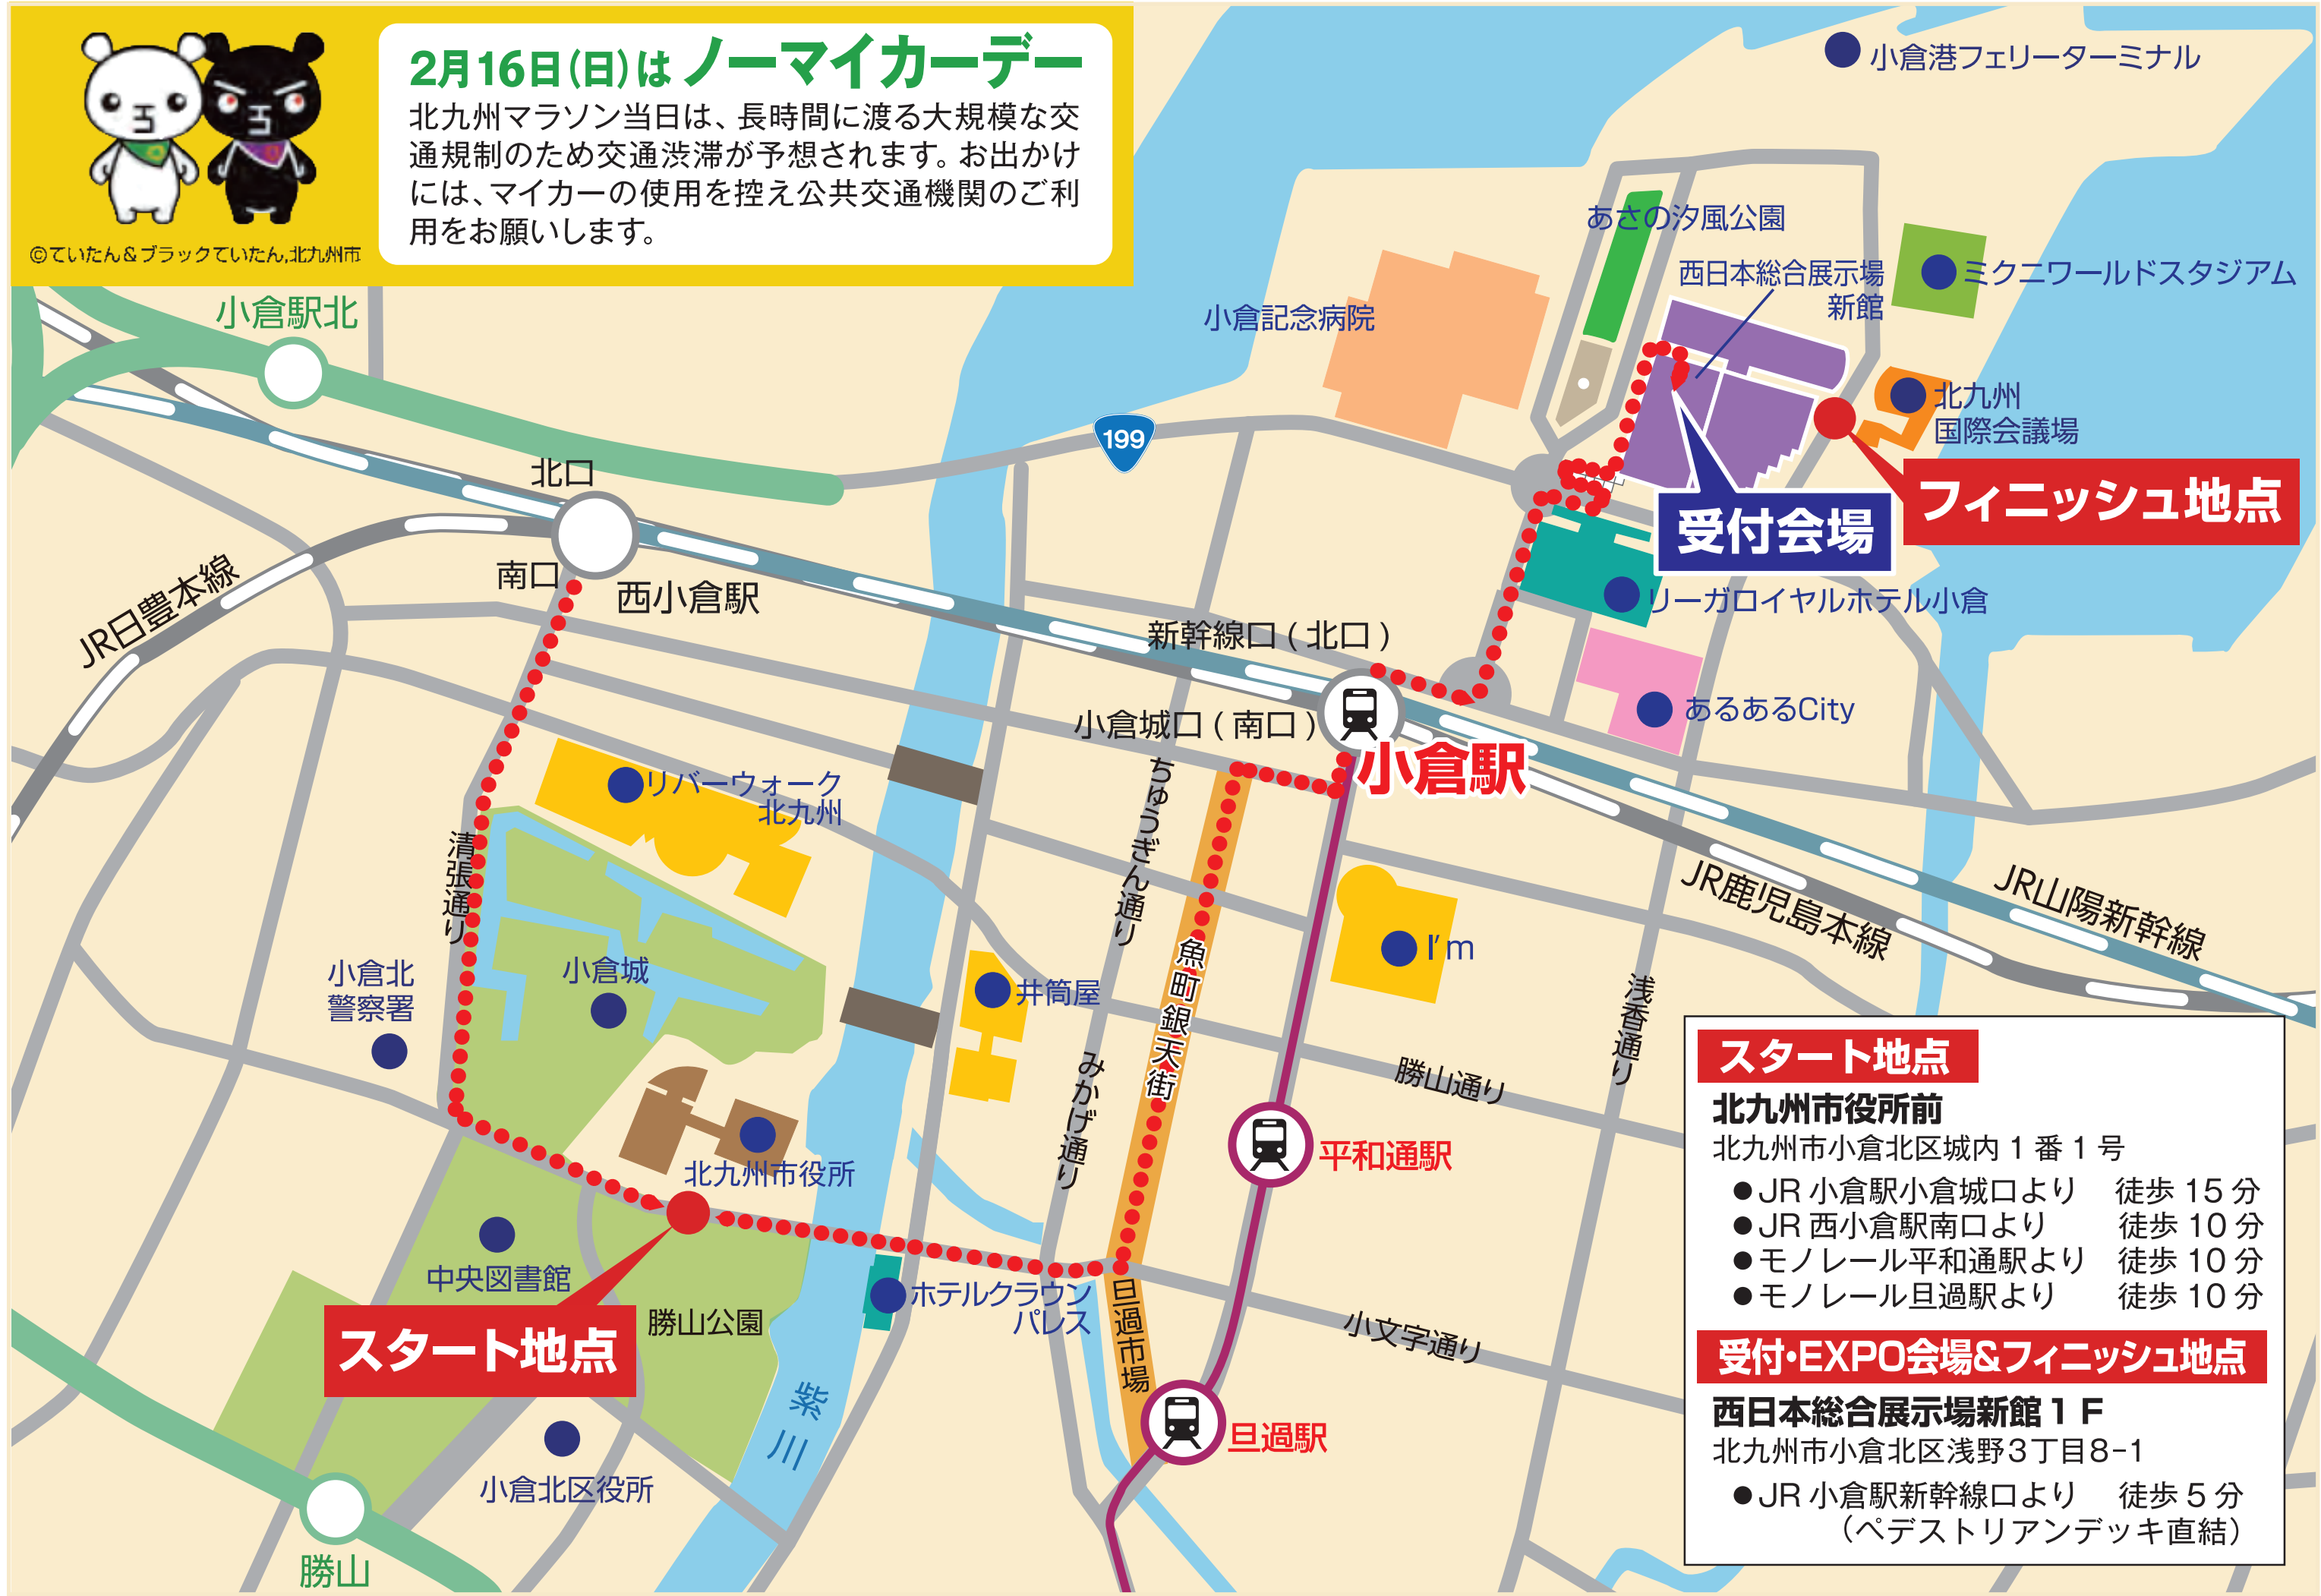 2月16日(日)は ノーマイカーデー
北九州マラソン当日は、長時間に渡る大規模な交
通規制のため交通渋滞が予想されます。お出かけ
には、マイカーの使用を控え公共交通機関のご利
用をお願いします。
©ていたん&ブラックていたん,北九州市
小倉港フェリーターミナル
あさの汐風公園
西日本総合展示場
新館
ミクニワールドスタジアム
小倉記念病院
小倉駅北
北九州
国際会議場
199
北口
フィニッシュ地点
受付会場
南口
西小倉駅
JR日豊本線
リーガロイヤルホテル小倉
新幹線口(北口)
あるあるCity
小倉城口(南口)
小倉駅
リバーウォーク
北九州
ちゅうぎん通り
清張通り
JR鹿児島本線
JR山陽新幹線
魚町銀天街
I'm
小倉北
警察署
小倉城
井筒屋
浅香通り
みかげ通り
勝山通り
平和通駅
北九州市役所
中央図書館
ホテルクラウン
パレス
旦過市場
小文字通り
スタート地点
勝山公園
紫川
旦過駅
小倉北区役所
勝山
スタート地点
北九州市役所前
北九州市小倉北区城内1番1号
●JR小倉駅小倉城口より 徒歩15分
●JR西小倉駅南口より 徒歩10分
●モノレール平和通駅より 徒歩10分
●モノレール旦過駅より 徒歩10分
受付・EXPO会場&フィニッシュ地点
西日本総合展示場新館1F
北九州市小倉北区浅野3丁目8-1
●JR小倉駅新幹線口より 徒歩5分
(ペデストリアンデッキ直結)